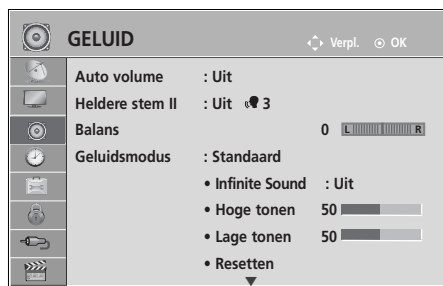 GELUID Verpl. OK
Auto volume : Uit
Heldere stem II : Uit 3
Balans 0 L R
Geluidsmodus : Standaard
• Infinite Sound : Uit
• Hoge tonen 50
• Lage tonen 50
• Resetten